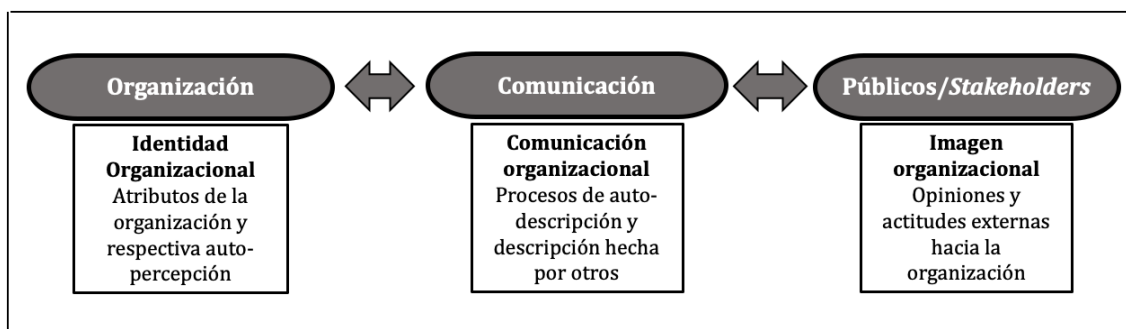 Organización
Comunicación
Públicos/Stakeholders
Identidad
Organizacional
Atributos de la
organización y
respectiva auto-
percepción
Comunicación
organizacional
Procesos de auto-
descripción y
descripción hecha
por otros
Imagen
organizacional
Opiniones y
actitudes externas
hacia la
organización